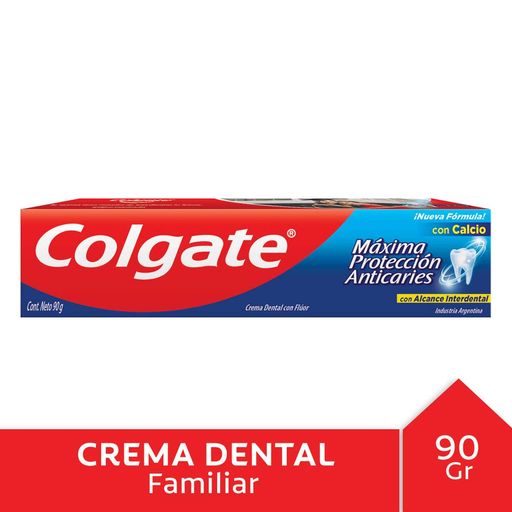 ¡Nueva Fórmula!
con Calcio
Colgate®
Máxima
Protección
Anticaries
con Alcance Interdental
Cont. Neto 90 g
Crema Dental con Flúor
Industria Argentina
CREMA DENTAL
Familiar
90
Gr